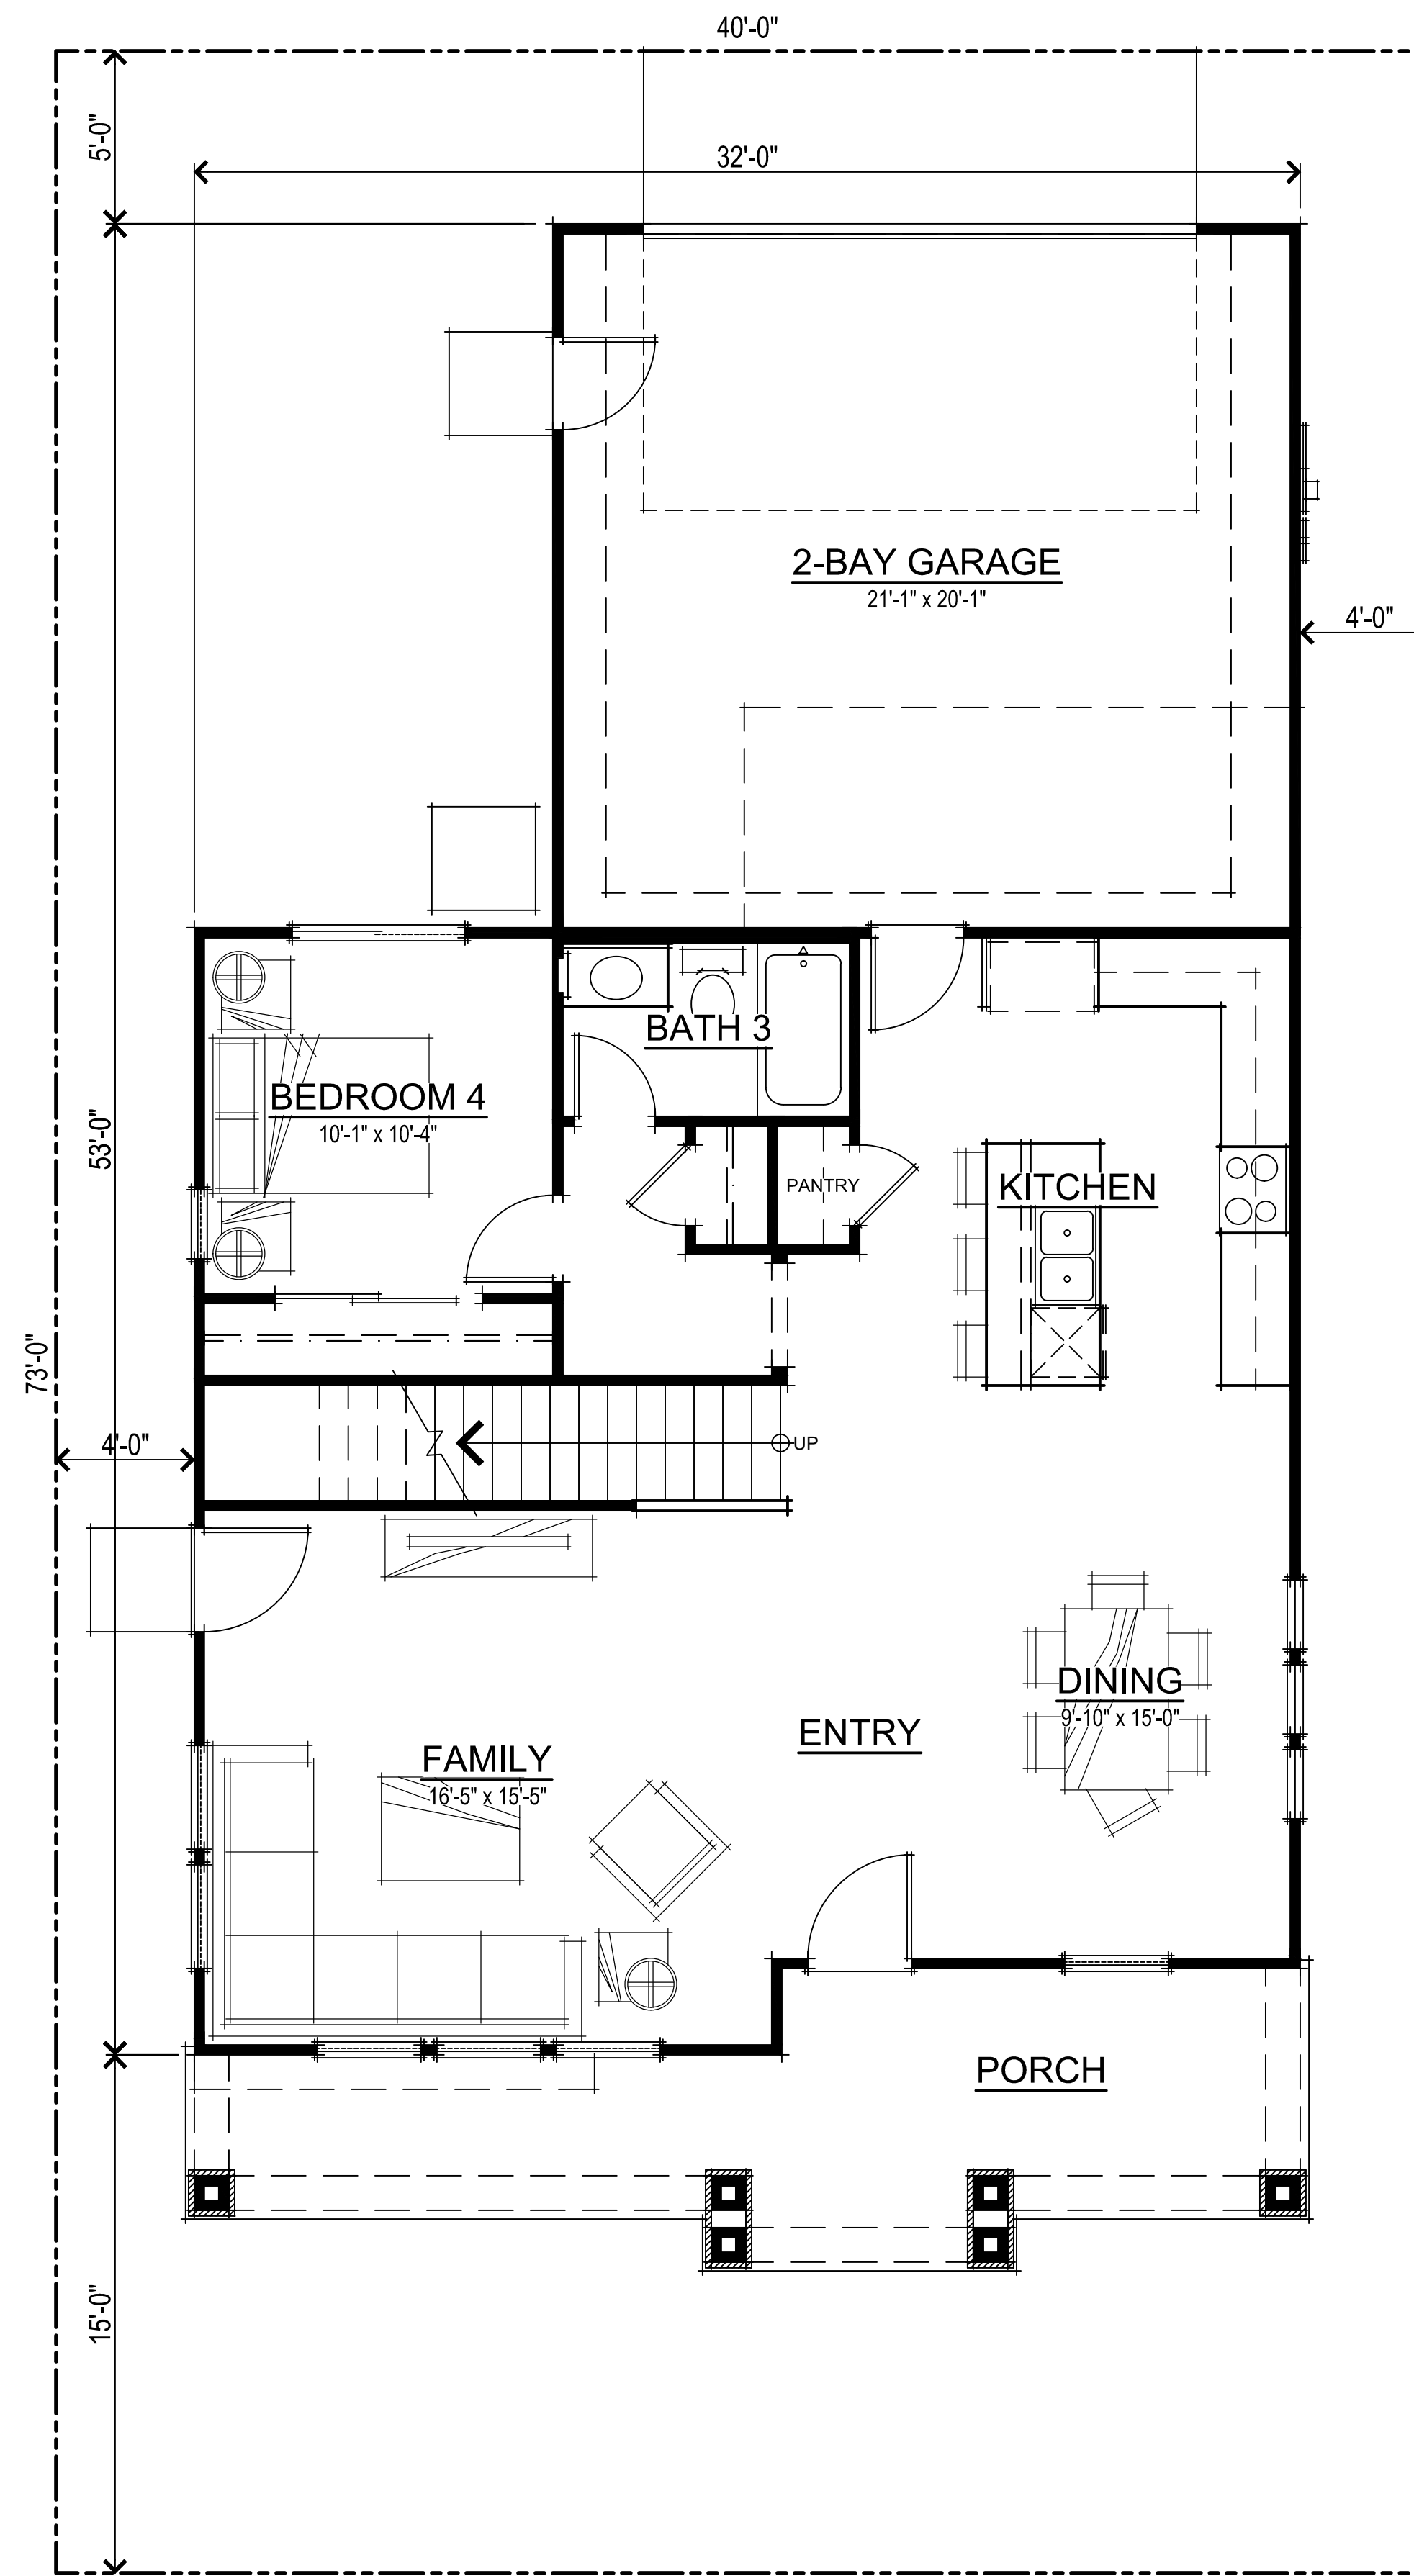 40'-0"
5'-0"
32'-0"
2-BAY GARAGE
21'-1" x 20'-1"
4'-0"
BATH 3
BEDROOM 4
10'-1" x 10'-4"
53'-0"
PANTRY
KITCHEN
73'-0"
4'-0"
UP
DINING
9'-10" x 15'-0"
ENTRY
FAMILY
16'-5" x 15'-5"
PORCH
15'-0"